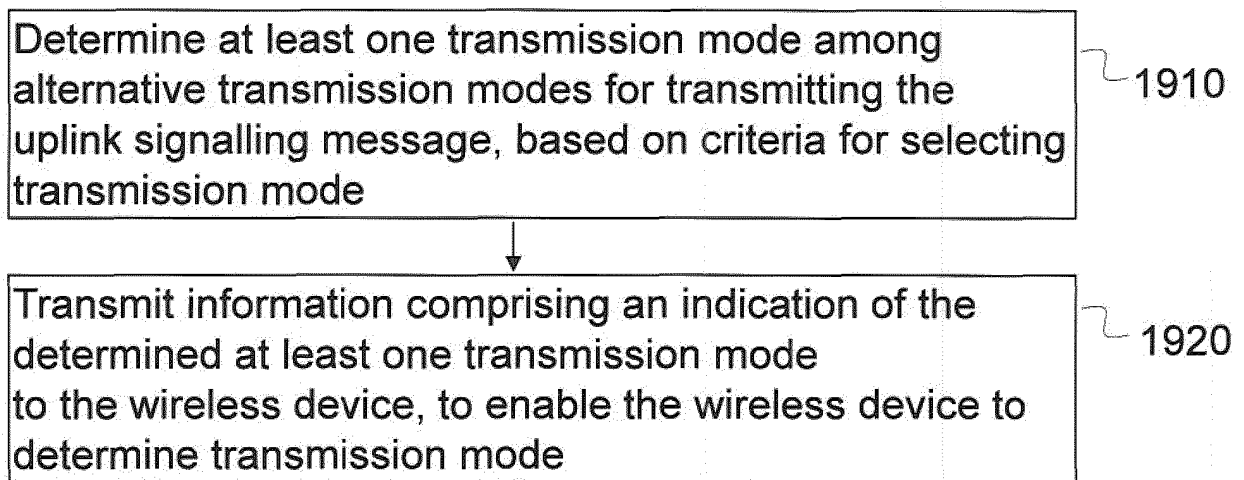 Determine at least one transmission mode among
alternative transmission modes for transmitting the
uplink signalling message, based on criteria for selecting
transmission mode
1910
Transmit information comprising an indication of the
determined at least one transmission mode
to the wireless device, to enable the wireless device to
determine transmission mode
1920